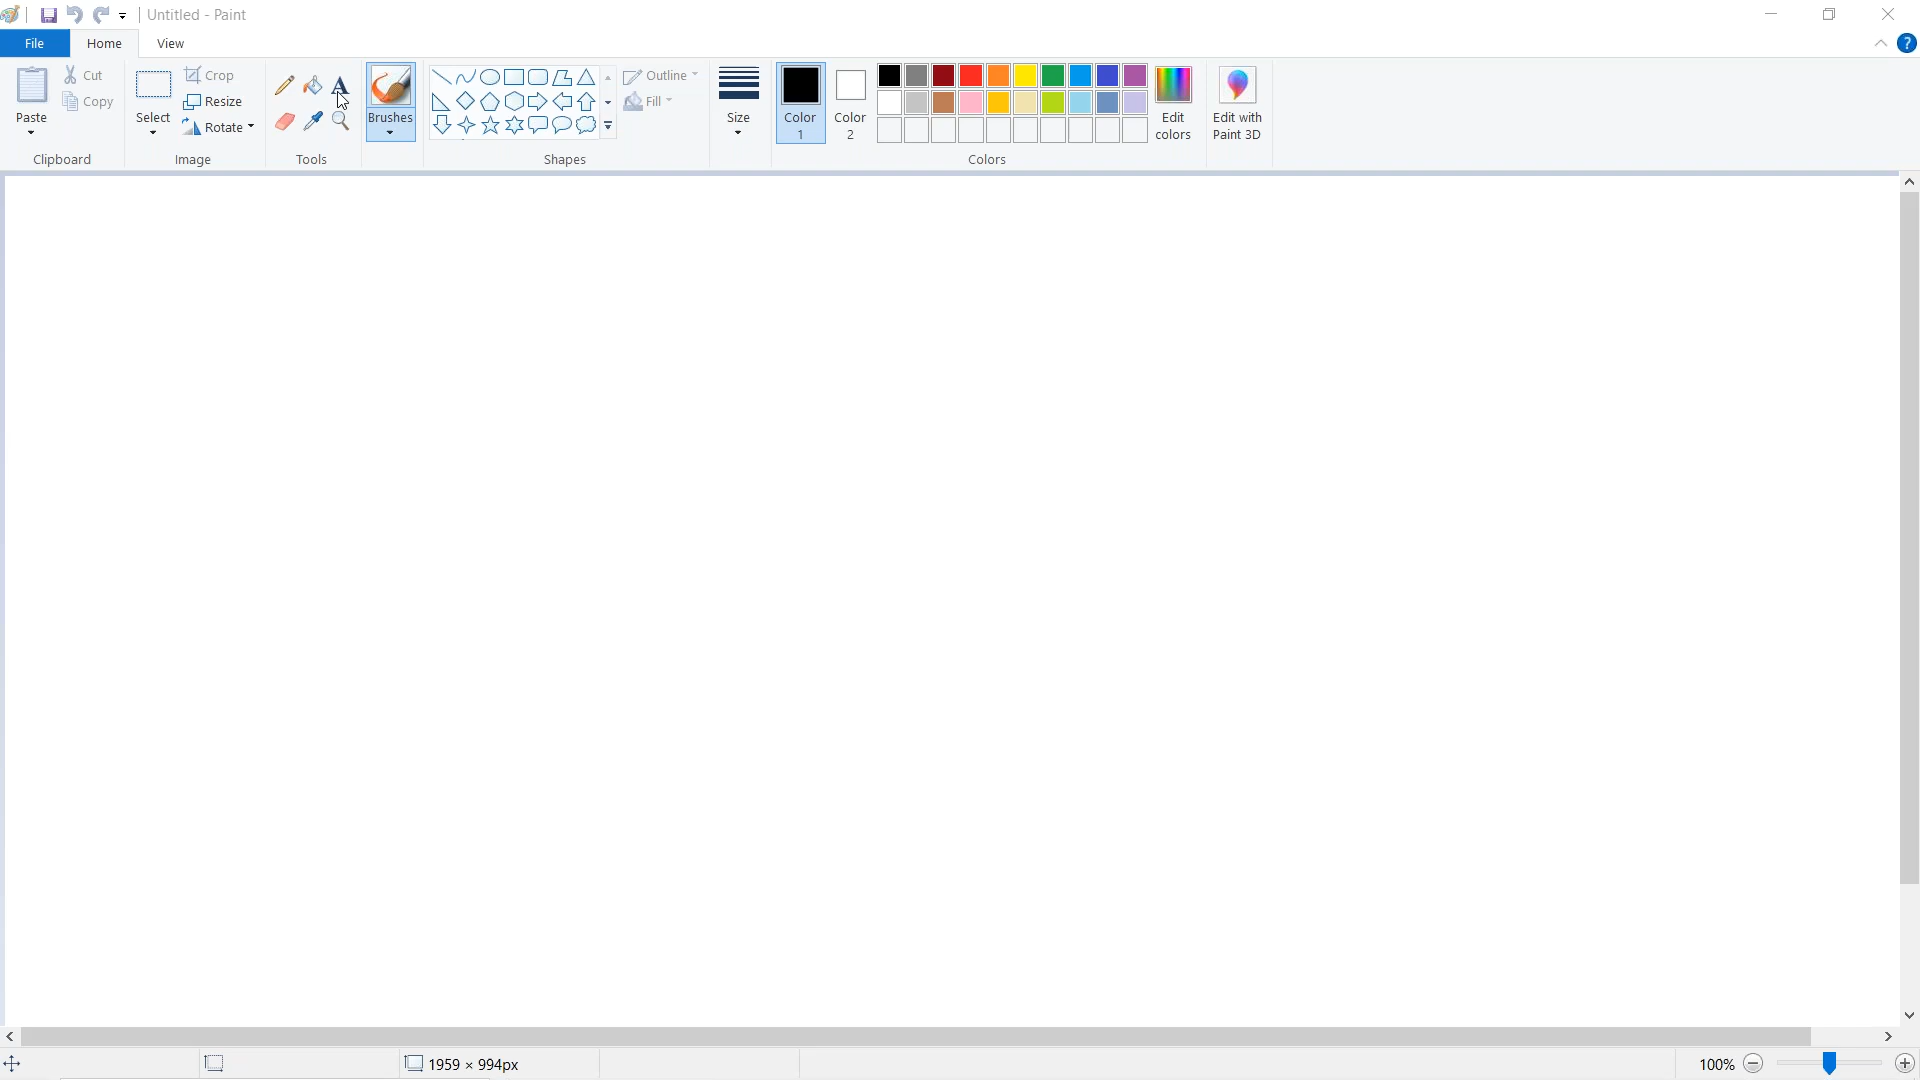 Untitled - Paint
File Home View
Paste
Cut
Copy
Clipboard
Select
Crop
Resize
Rotate
Image
A
Tools
Brushes
Outline
Fill
Shapes
Size
Color
1
Color
2
Edit
colors
Colors
Edit with
Paint 3D
1959 × 994px
100%